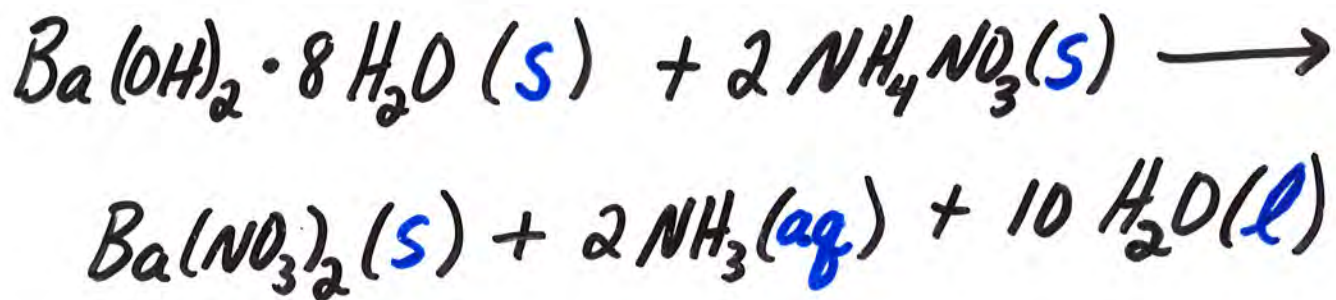 Ba(OH)₂ · 8 H₂O (s) + 2 NH₄NO₃(s) ⟶
Ba(NO₃)₂(s) + 2 NH₃(aq) + 10 H₂O(l)